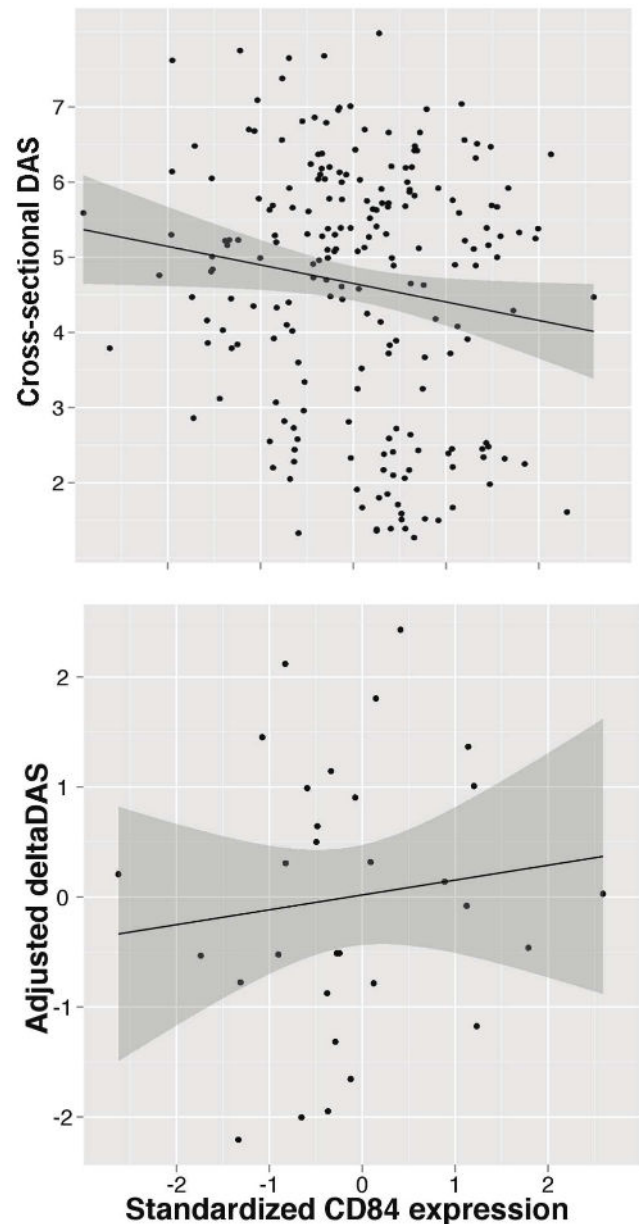 Cross-sectional DAS
7
6
5
4
3
2
Adjusted deltaDAS
2
1
0
-1
-2
-2 -1 0 1 2
Standardized CD84 expression